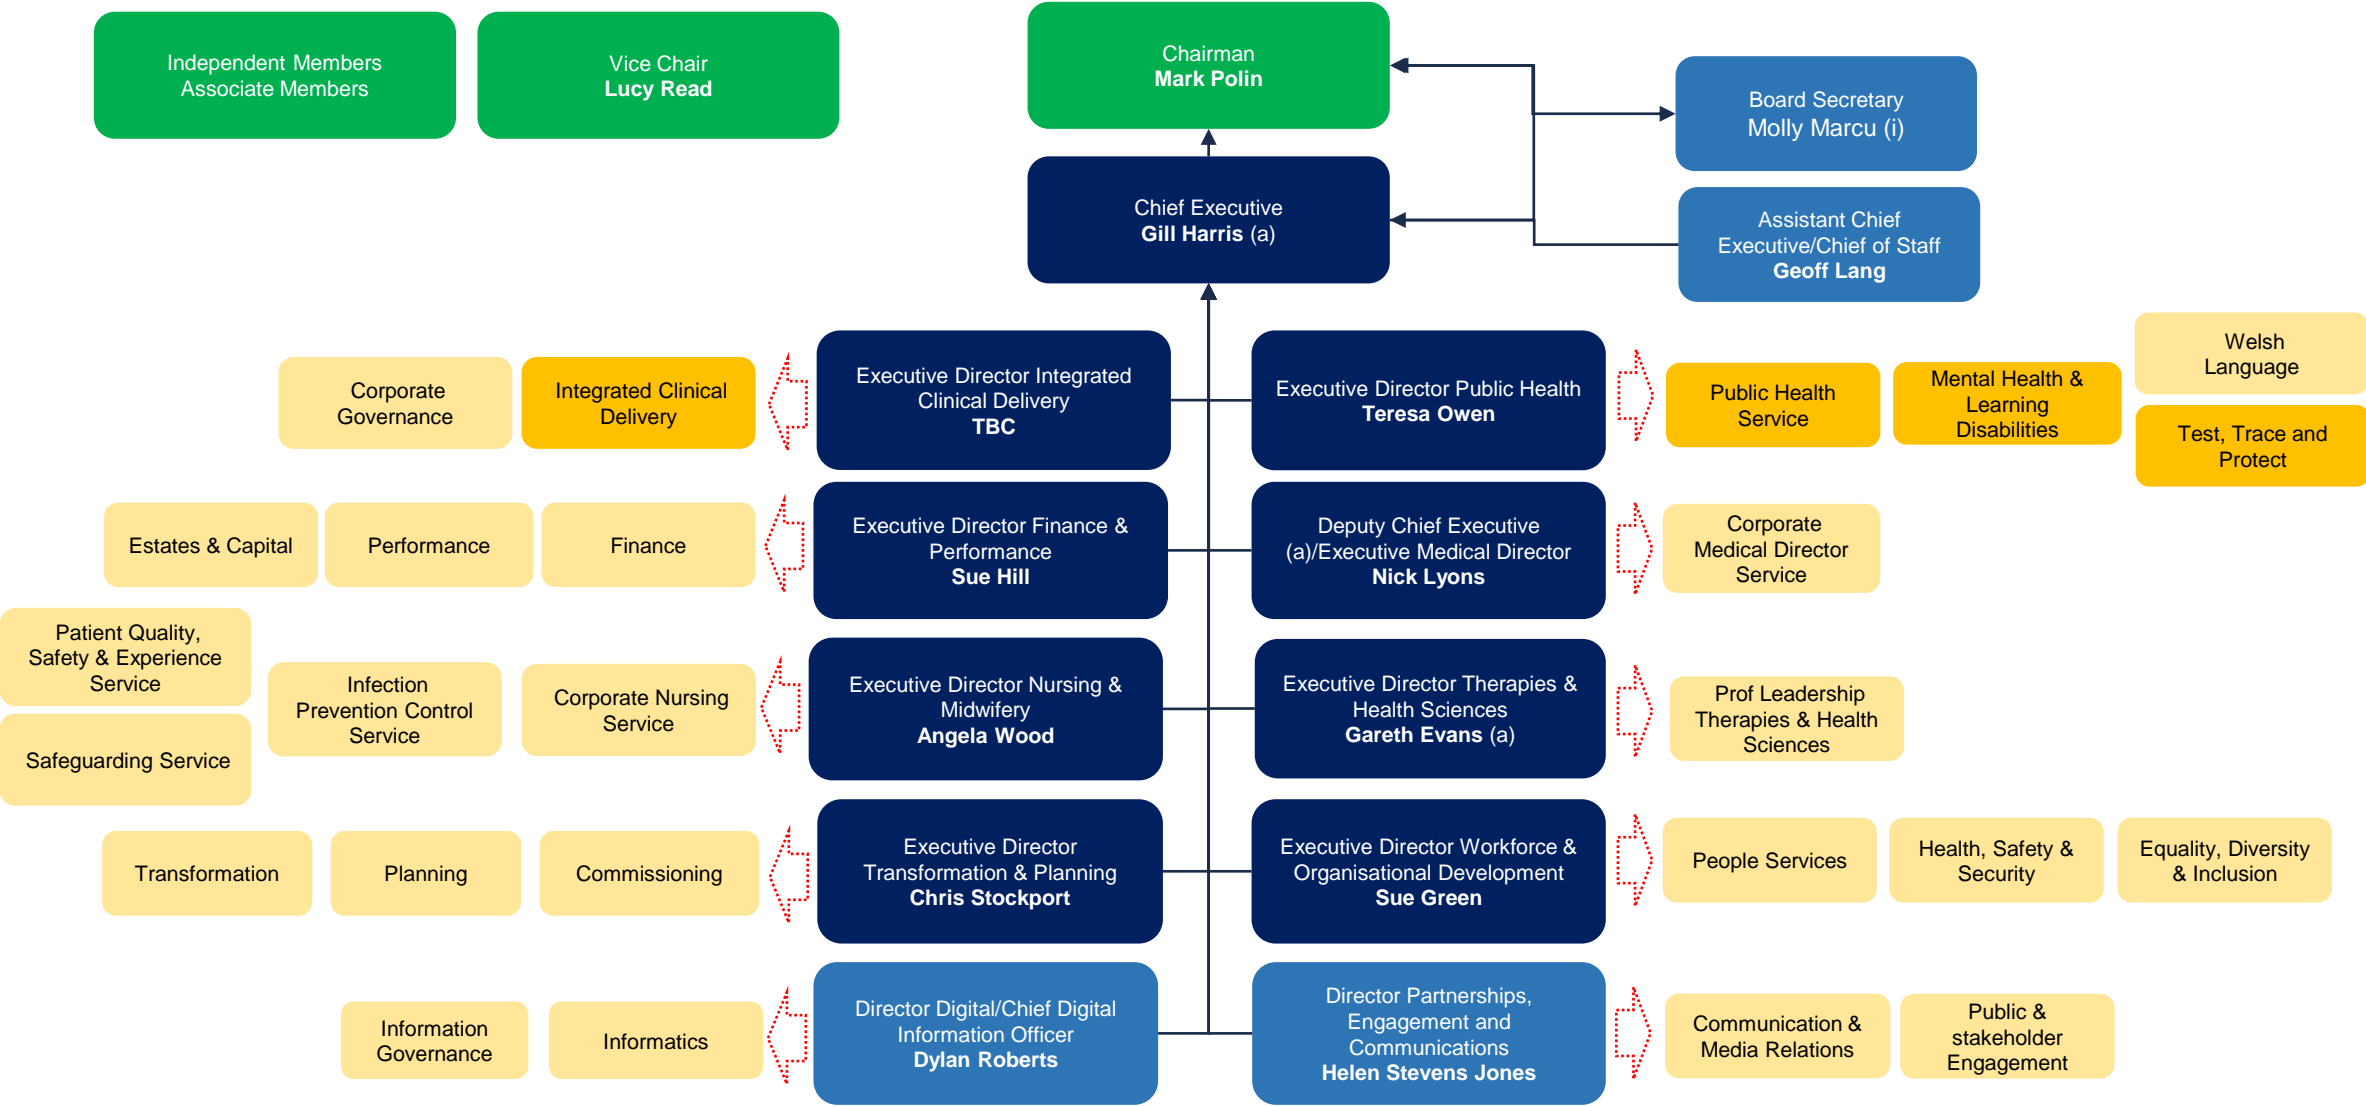 Independent Members
Associate Members
Vice Chair
Lucy Read
Chairman
Mark Polin
Board Secretary
Molly Marcu (i)
Chief Executive
Gill Harris (a)
Assistant Chief
Executive/Chief of Staff
Geoff Lang
Corporate
Governance
Integrated Clinical
Delivery
Executive Director Integrated
Clinical Delivery
TBC
Executive Director Public Health
Teresa Owen
Public Health
Service
Mental Health &
Learning
Disabilities
Welsh
Language
Test, Trace and
Protect
Estates & Capital
Performance
Finance
Executive Director Finance &
Performance
Sue Hill
Deputy Chief Executive
(a)/Executive Medical Director
Nick Lyons
Corporate
Medical Director
Service
Patient Quality,
Safety & Experience
Service
Safeguarding Service
Infection
Prevention Control
Service
Corporate Nursing
Service
Executive Director Nursing &
Midwifery
Angela Wood
Executive Director Therapies &
Health Sciences
Gareth Evans (a)
Prof Leadership
Therapies & Health
Sciences
Transformation
Planning
Commissioning
Executive Director
Transformation & Planning
Chris Stockport
Executive Director Workforce &
Organisational Development
Sue Green
People Services
Health, Safety &
Security
Equality, Diversity
& Inclusion
Information
Governance
Informatics
Director Digital/Chief Digital
Information Officer
Dylan Roberts
Director Partnerships,
Engagement and
Communications
Helen Stevens Jones
Communication &
Media Relations
Public &
stakeholder
Engagement